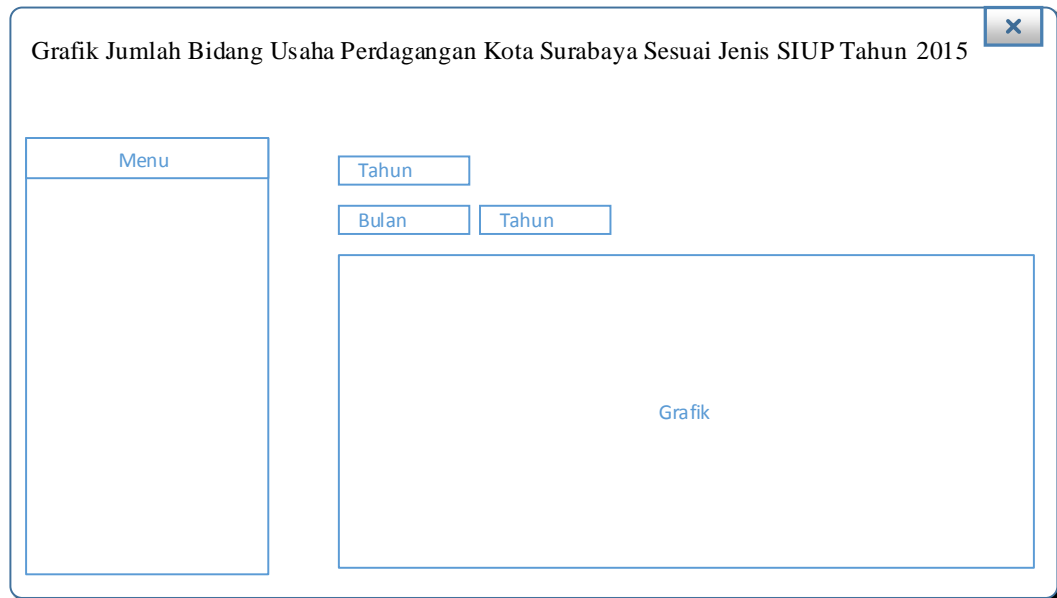 Grafik Jumlah Bidang Usaha Perdagangan Kota Surabaya Sesuai Jenis SIUP Tahun 2015
Menu
Tahun
Bulan Tahun
Grafik